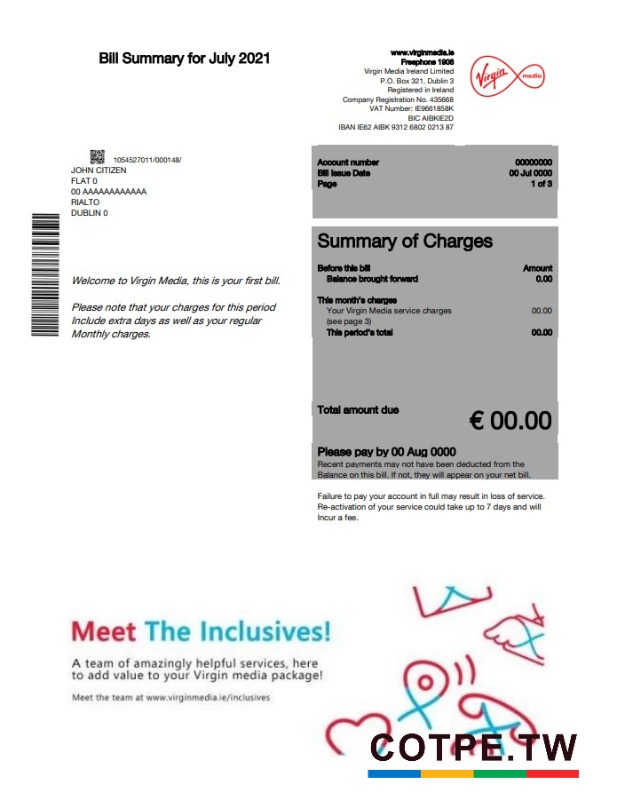 Bill Summary for July 2021
www.virginmedia.ie
Freephone 1908
Virgin Media Ireland Limited
P.O. Box 321, Dublin 3
Registered in Ireland
Company Registration No. 435668
VAT Number: IE9661858K
BIC AIBKIE2D
IBAN IE62 AIBK 9312 6802 0213 87
Virgin media
1054527011/000148/
JOHN CITIZEN
FLAT 0
00 AAAAAAAAAAAA
RIALTO
DUBLIN 0
Account number 00000000
Bill Issue Date 00 Jul 0000
Page 1 of 3
Summary of Charges
Before this bill Amount
Balance brought forward 0.00
This month's charges
Your Virgin Media service charges 00.00
(see page 3)
This period's total 00.00
Total amount due € 00.00
Please pay by 00 Aug 0000
Recent payments may not have been deducted from the
Balance on this bill. If not, they will appear on your net bill.
Welcome to Virgin Media, this is your first bill.
Please note that your charges for this period
Include extra days as well as your regular
Monthly charges.
Failure to pay your account in full may result in loss of service.
Re-activation of your service could take up to 7 days and will
Incur a fee.
Meet The Inclusives!
A team of amazingly helpful services, here
to add value to your Virgin media package!
Meet the team at www.virginmedia.ie/inclusives
COTPE.TW